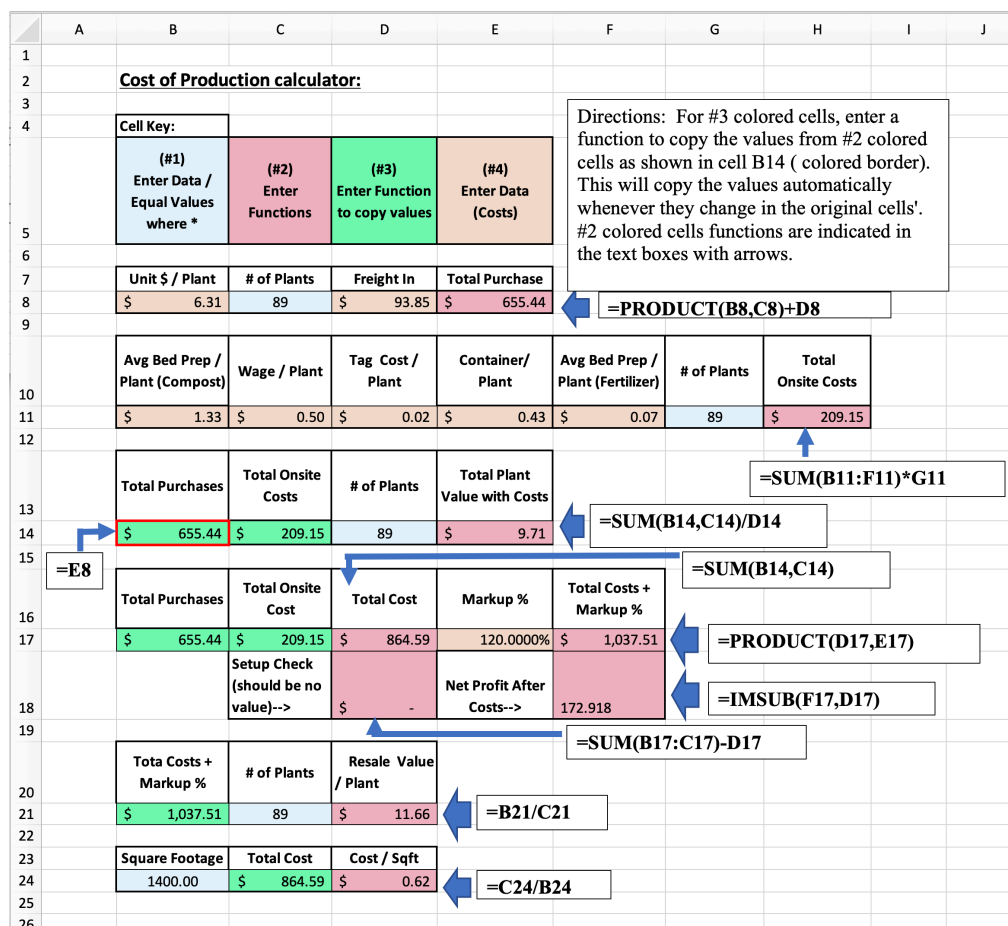 A B C D E F G H I J
1
2 Cost of Production calculator:
3
4 Cell Key:
5
(#1)
Enter Data /
Equal Values
where *
(#2)
Enter
Functions
(#3)
Enter Function
to copy values
(#4)
Enter Data
(Costs)
Directions: For #3 colored cells, enter a
function to copy the values from #2 colored
cells as shown in cell B14 ( colored border).
This will copy the values automatically
whenever they change in the original cells'.
#2 colored cells functions are indicated in
the text boxes with arrows.
6
7 Unit $ / Plant # of Plants Freight In Total Purchase
8 $ 6.31 89 $ 93.85 $ 655.44
=PRODUCT(B8,C8)+D8
9
10
Avg Bed Prep /
Plant (Compost)
Wage / Plant
Tag Cost /
Plant
Container/
Plant
Avg Bed Prep /
Plant (Fertilizer)
# of Plants
Total
Onsite Costs
11 $ 1.33 $ 0.50 $ 0.02 $ 0.43 $ 0.07 89 $ 209.15
12
=SUM(B11:F11)*G11
13
Total Purchases
Total Onsite
Costs
# of Plants
Total Plant
Value with Costs
14 $ 655.44 $ 209.15 89 $ 9.71
=SUM(B14,C14)/D14
15
=E8
=SUM(B14,C14)
16
Total Purchases
Total Onsite
Cost
Total Cost
Markup %
Total Costs +
Markup %
17 $ 655.44 $ 209.15 $ 864.59 120.0000% $ 1,037.51
=PRODUCT(D17,E17)
18
Setup Check
(should be no
value)-->
$ -
Net Profit After
Costs-->
172.918
=IMSUB(F17,D17)
19
=SUM(B17:C17)-D17
20
Tota Costs +
Markup %
# of Plants
Resale Value
/ Plant
21 $ 1,037.51 89 $ 11.66
=B21/C21
22
23 Square Footage Total Cost Cost / Sqft
24 1400.00 $ 864.59 $ 0.62
=C24/B24
25
26